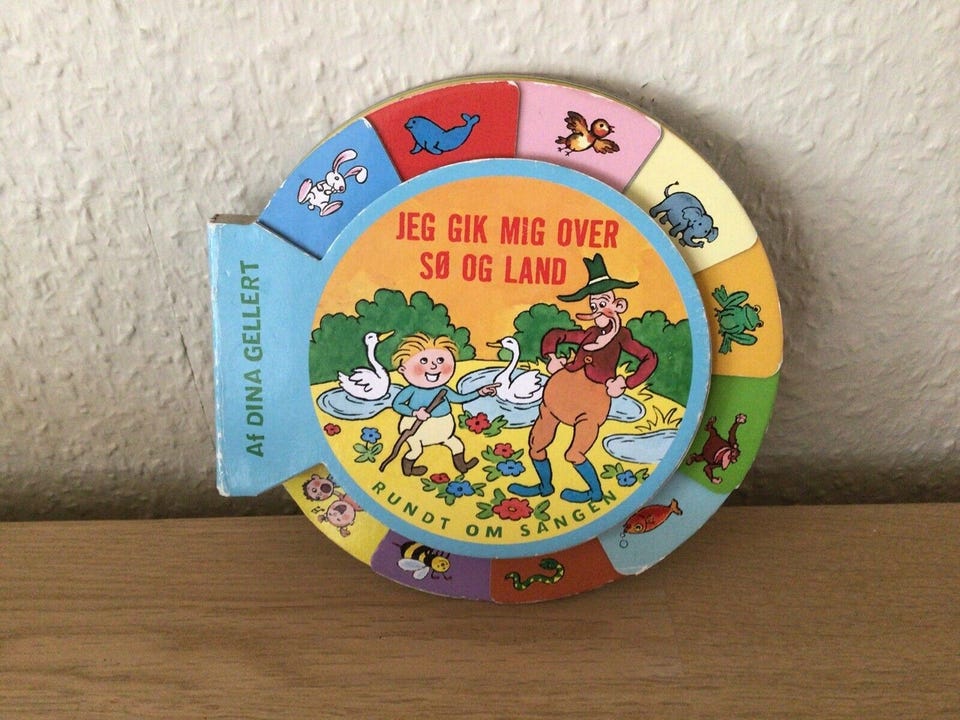 JEG GIK MIG OVER
SØ OG LAND
Af DINA GELLERT
RUNDT OM SANGEN